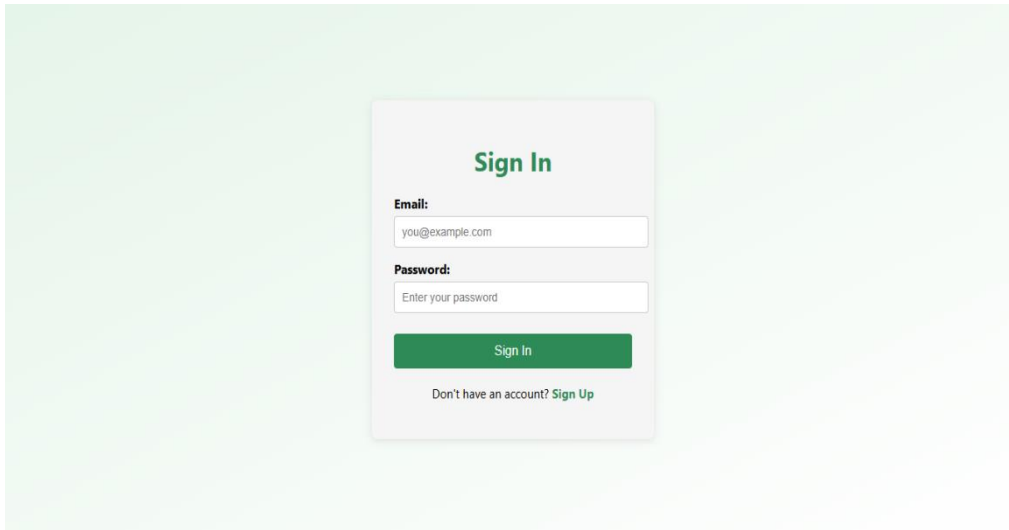 Sign In
Email:
you@example.com
Password:
Enter your password
Sign In
Don't have an account? Sign Up